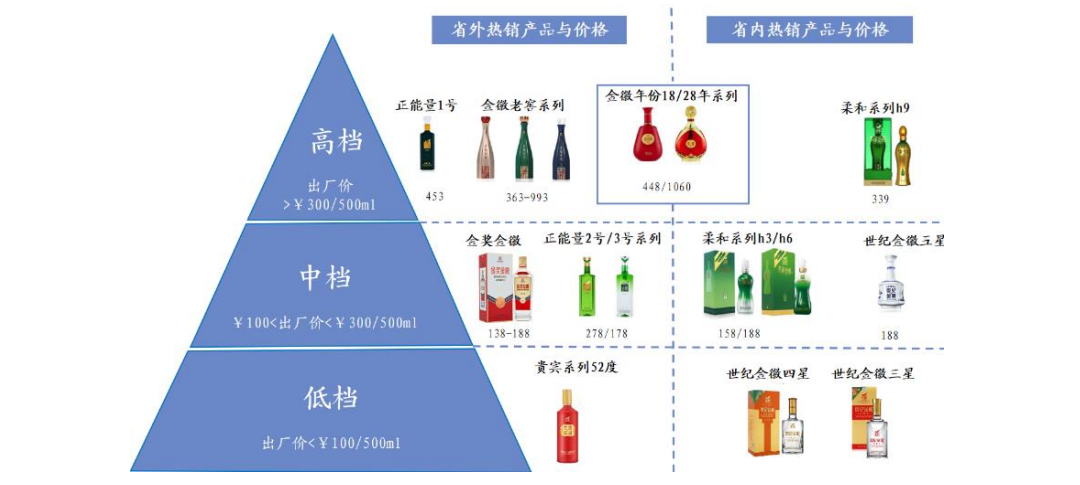 省外热销产品与价格
省内热销产品与价格
高档
出厂价
>￥300/500ml
正能量1号
453
金徽老窖系列
363-993
金徽年份18/28年系列
448/1060
柔和系列h9
339
中档
￥100<出厂价<￥300/500ml
金奖金徽
138-188
正能量2号/3号系列
278/178
柔和系列h3/h6
158/188
世纪金徽五星
188
低档
出厂价<￥100/500ml
贵宾系列52度
世纪金徽四星
世纪金徽三星